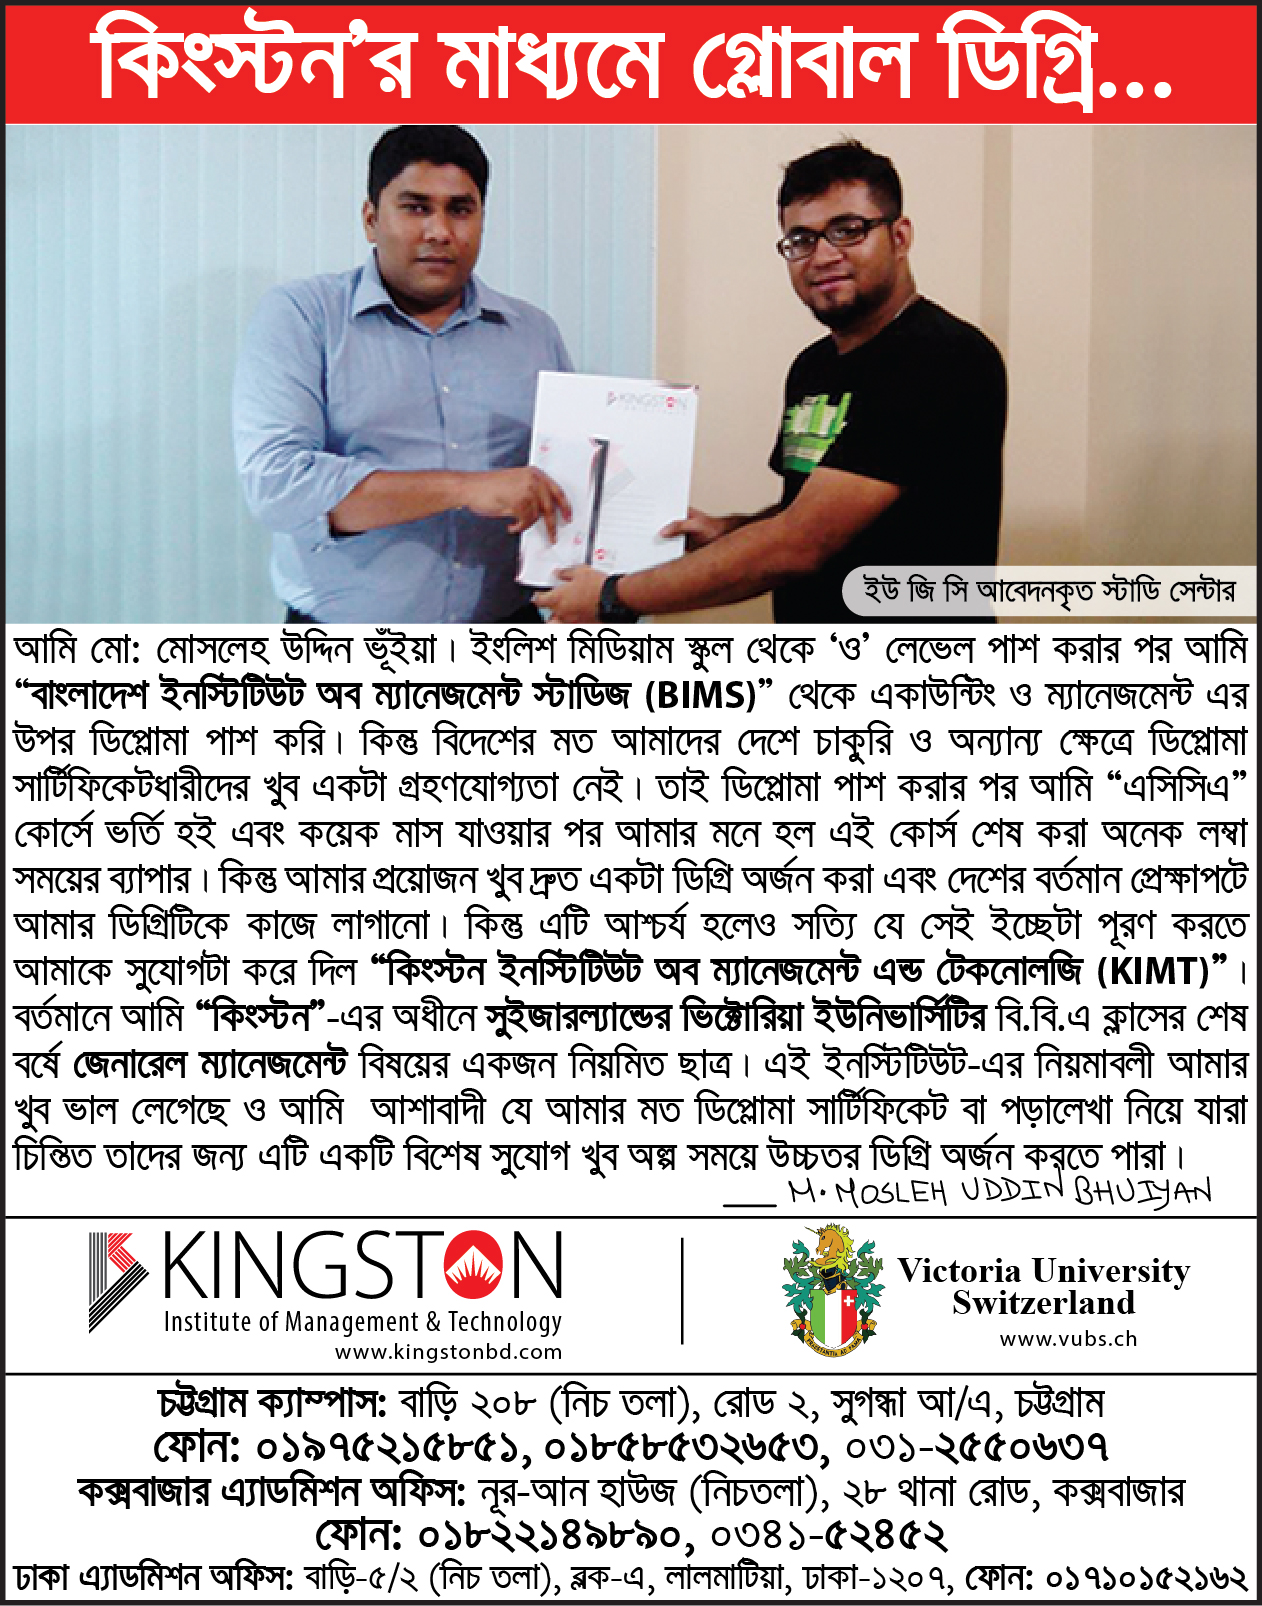 কিংস্টন’র মাধ্যমে গ্লোবাল ডিগ্রি...
KINGSTON
ইউ জি সি আবেদনকৃত স্টাডি সেন্টার
আমি মো: মোসলেহ উদ্দিন ভূঁইয়া। ইংলিশ মিডিয়াম স্কুল থেকে ‘ও’ লেভেল পাশ করার পর আমি
“বাংলাদেশ ইনস্টিটিউট অব ম্যানেজমেন্ট স্টাডিজ (BIMS)” থেকে একাউন্টিং ও ম্যানেজমেন্ট এর
উপর ডিপ্লোমা পাশ করি। কিন্তু বিদেশের মত আমাদের দেশে চাকুরি ও অন্যান্য ক্ষেত্রে ডিপ্লোমা
সার্টিফিকেটধারীদের খুব একটা গ্রহণযোগ্যতা নেই। তাই ডিপ্লোমা পাশ করার পর আমি “এসিসিএ”
কোর্সে ভর্তি হই এবং কয়েক মাস যাওয়ার পর আমার মনে হল এই কোর্স শেষ করা অনেক লম্বা
সময়ের ব্যাপার। কিন্তু আমার প্রয়োজন খুব দ্রুত একটা ডিগ্রি অর্জন করা এবং দেশের বর্তমান প্রেক্ষাপটে
আমার ডিগ্রিটিকে কাজে লাগানো। কিন্তু এটি আশ্চর্য হলেও সত্যি যে সেই ইচ্ছেটা পূরণ করতে
আমাকে সুযোগটা করে দিল “কিংস্টন ইনস্টিটিউট অব ম্যানেজমেন্ট এন্ড টেকনোলজি (KIMT)”।
বর্তমানে আমি “কিংস্টন”-এর অধীনে সুইজারল্যান্ডের ভিক্টোরিয়া ইউনিভার্সিটির বি.বি.এ ক্লাসের শেষ
বর্ষে জেনারেল ম্যানেজমেন্ট বিষয়ের একজন নিয়মিত ছাত্র। এই ইনস্টিটিউট-এর নিয়মাবলী আমার
খুব ভাল লেগেছে ও আমি আশাবাদী যে আমার মত ডিপ্লোমা সার্টিফিকেট বা পড়ালেখা নিয়ে যারা
চিন্তিত তাদের জন্য এটি একটি বিশেষ সুযোগ খুব অল্প সময়ে উচ্চতর ডিগ্রি অর্জন করতে পারা।
M. MOSLEH UDDIN BHUIYAN
KINGSTON
Institute of Management & Technology
www.kingstonbd.com
Victoria University
Switzerland
www.vubs.ch
চট্টগ্রাম ক্যাম্পাস: বাড়ি ২০৮ (নিচ তলা), রোড ২, সুগন্ধা আ/এ, চট্টগ্রাম
ফোন: ০১৯৭৫২১৫৮৫১, ০১৮৫৮৫৩২৬৫৩, ০৩১-২৫৫০৬৩৭
কক্সবাজার এ্যাডমিশন অফিস: নূর-আন হাউজ (নিচতলা), ২৮ থানা রোড, কক্সবাজার
ফোন: ০১৮২২১৪৯৮৯০, ০৩৪১-৫২৪৫২
ঢাকা এ্যাডমিশন অফিস: বাড়ি-৫/২ (নিচ তলা), ব্লক-এ, লালমাটিয়া, ঢাকা-১২০৭, ফোন: ০১৭১০১৫২১৬২